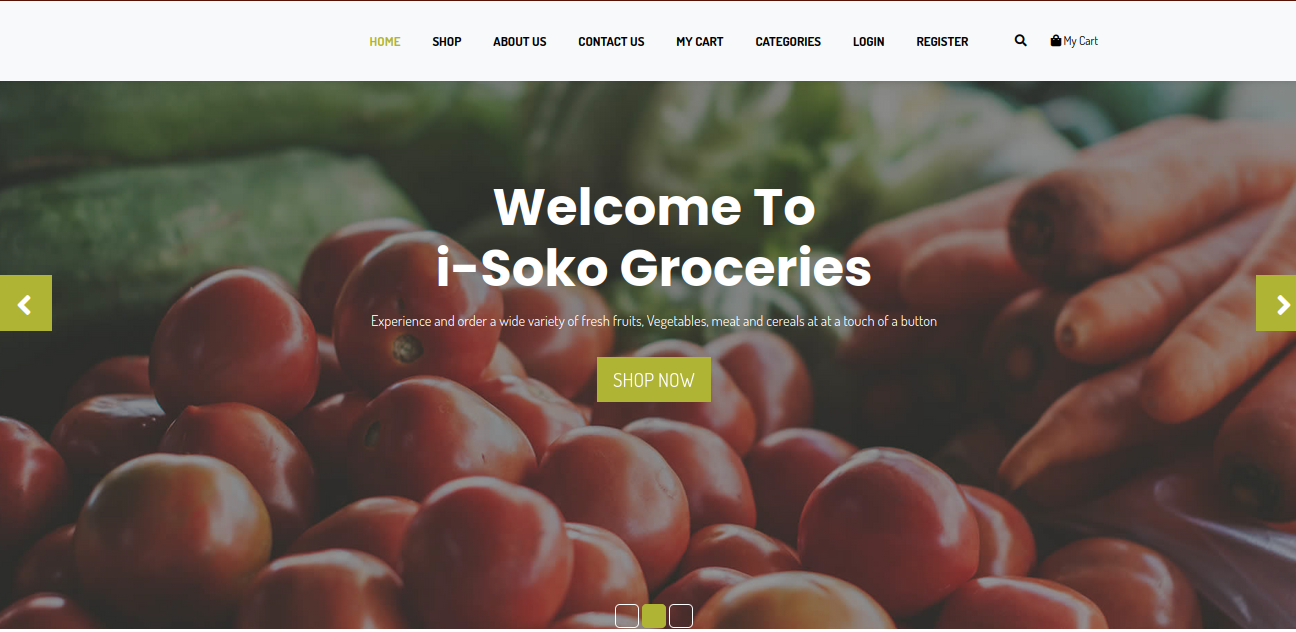 HOME SHOP ABOUT US CONTACT US MY CART CATEGORIES LOGIN REGISTER My Cart
Welcome To
i-Soko Groceries
Experience and order a wide variety of fresh fruits, Vegetables, meat and cereals at at a touch of a button
SHOP NOW